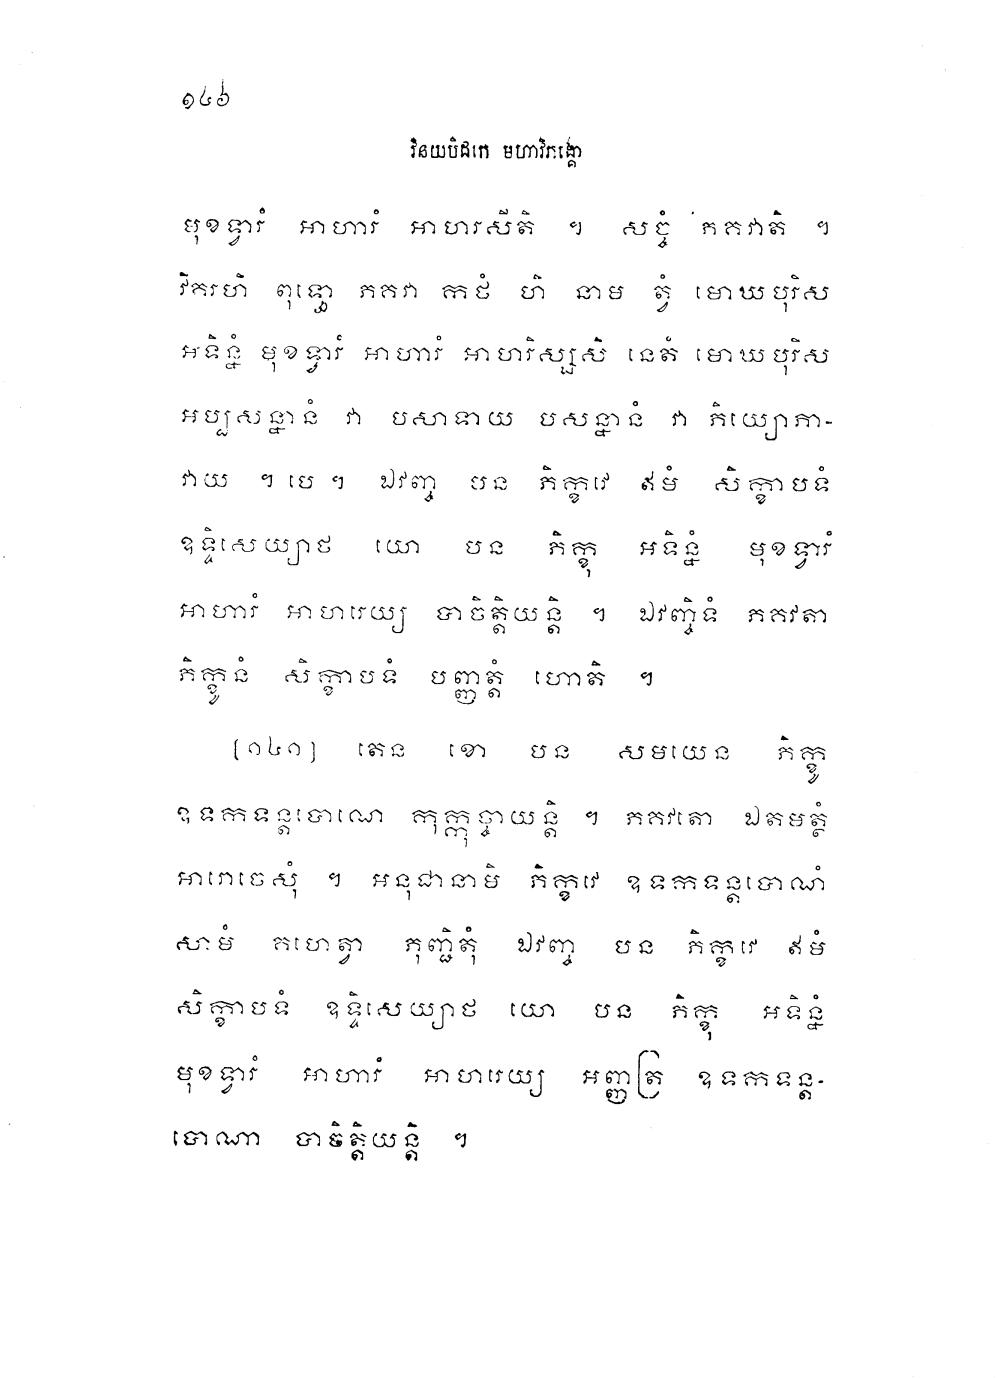 ១៤៦
វិនយបិដកេ មហាវិភង្គោ
មុខទ្វារំ អាហារំ អាហរសីតិ ។ សច្ចំ ភគវាតិ ។
វិគរហិ ពុទ្ធោ ភគវា កថំ ហិ នាម ត្វំ មោឃបុរិស
អទិន្នំ មុខទ្វារំ អាហារំ អាហរិស្សសិ នេតំ មោឃបុរិស
អប្បសន្នានំ វា បសាទាយ បសន្នានំ វា ភិយ្យោភា-
វាយ ។ បេ ។ ឯវញ្ច បន ភិក្ខវេ ឥមំ សិក្ខាបទំ
ឧទ្ទិសេយ្យាថ យោ បន ភិក្ខុ អទិន្នំ មុខទ្វារំ
អាហារំ អាហរេយ្យ បាចិត្តិយន្តិ ។ ឯវញ្ចិទំ ភគវតា
ភិក្ខូនំ សិក្ខាបទំ បញ្ញត្តំ ហោតិ ។
[១៤១] តេន ខោ បន សមយេន ភិក្ខូ
ឧទកទន្តបោណេ កុក្កុច្ចាយន្តិ ។ ភគវតោ ឯតមត្ថំ
អារោចេសុំ ។ អនុជានាមិ ភិក្ខវេ ឧទកទន្តបោណំ
សាមំ គហេត្វា ភុញ្ជិតុំ ឯវញ្ច បន ភិក្ខវេ ឥមំ
សិក្ខាបទំ ឧទ្ទិសេយ្យាថ យោ បន ភិក្ខុ អទិន្នំ
មុខទ្វារំ អាហារំ អាហរេយ្យ អញ្ញត្រ ឧទកទន្ត-
បោណា បាចិត្តិយន្តិ ។